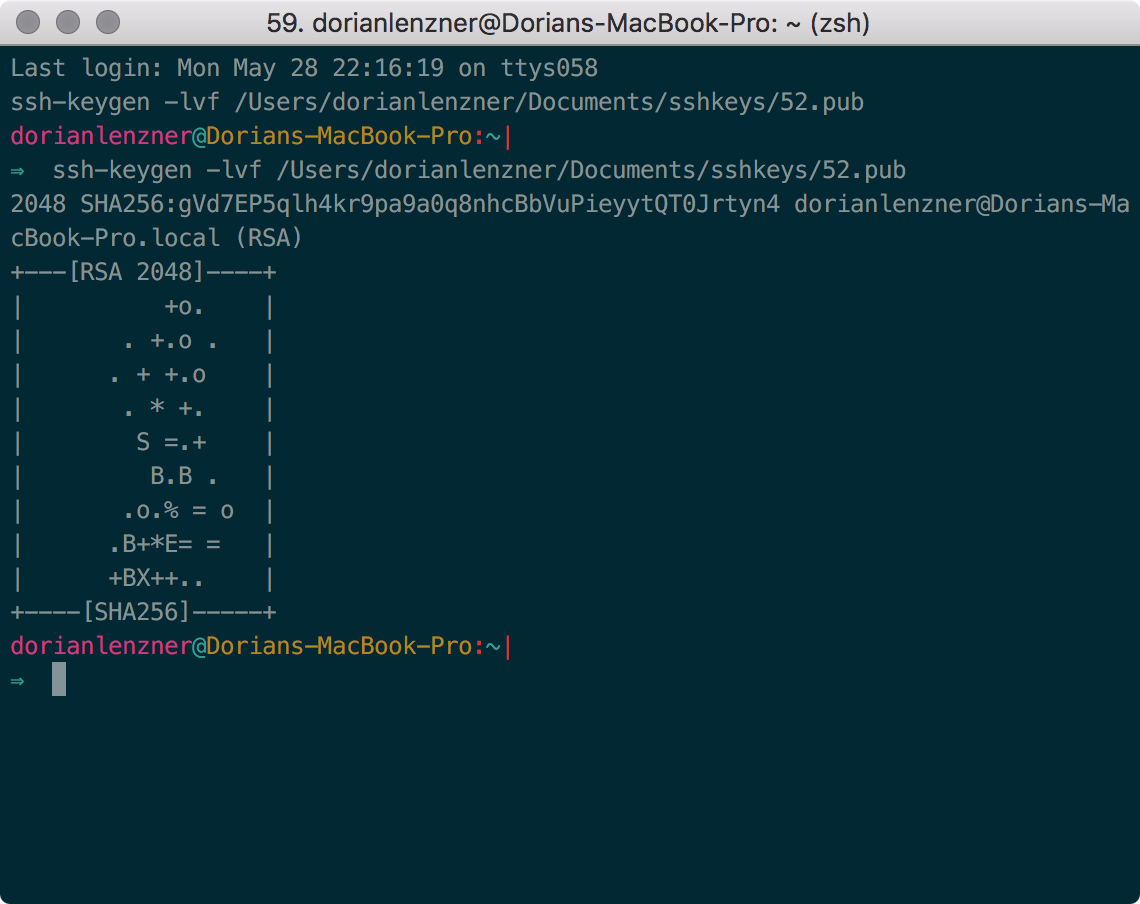 59. dorianlenzner@Dorians-MacBook-Pro: ~ (zsh)
Last login: Mon May 28 22:16:19 on ttys058
ssh-keygen -lvf /Users/dorianlenzner/Documents/sshkeys/52.pub
dorianlenzner@Dorians-MacBook-Pro:~|
⇒  ssh-keygen -lvf /Users/dorianlenzner/Documents/sshkeys/52.pub
2048 SHA256:gVd7EP5qlh4kr9pa9a0q8nhcBbVuPieyytQT0Jrtyn4 dorianlenzner@Dorians-Ma
cBook-Pro.local (RSA)
+---[RSA 2048]----+
|          +o.    |
|       . +.o .   |
|      . + +.o    |
|       . * +.    |
|        S =.+    |
|         B.B .   |
|       .o.% = o  |
|      .B+*E= =   |
|      +BX++..    |
+----[SHA256]-----+
dorianlenzner@Dorians-MacBook-Pro:~|
⇒